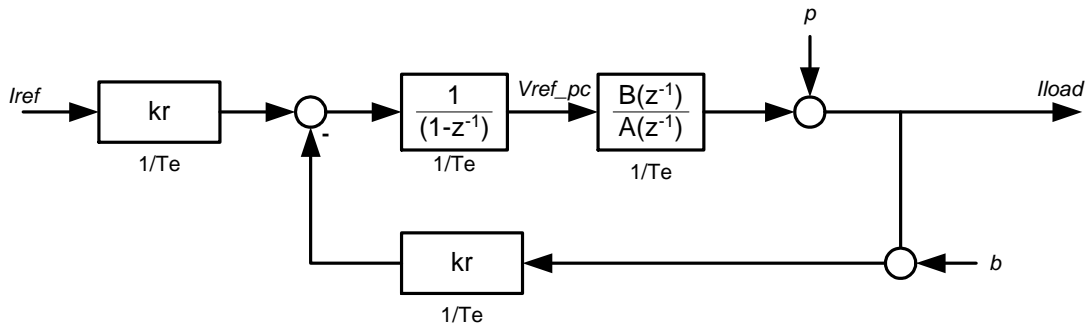 p
Iref
kr
1
(1-z⁻¹)
Vref_pc
B(z⁻¹)
A(z⁻¹)
Iload
-
1/Te
1/Te
1/Te
kr
b
1/Te